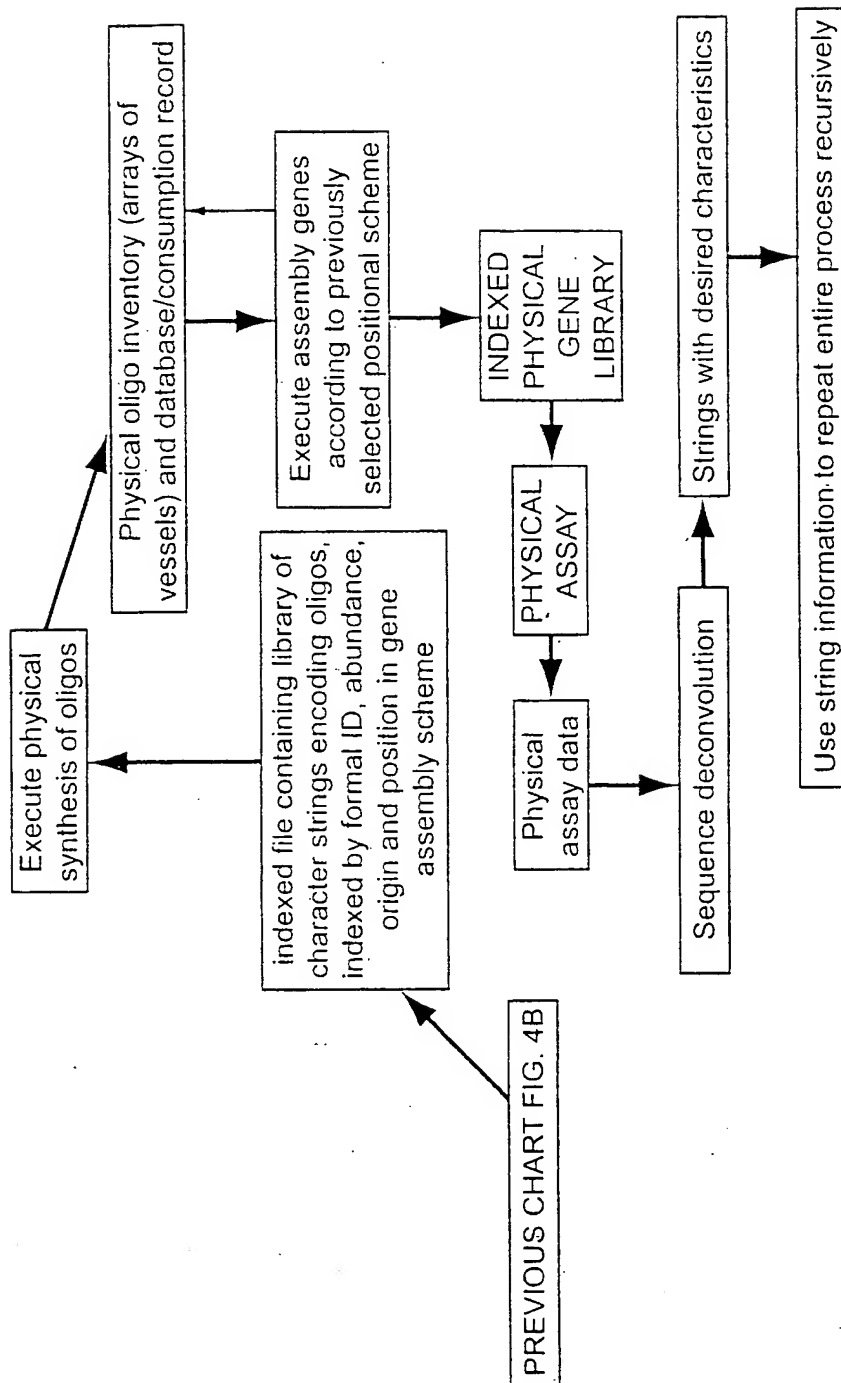 PREVIOUS CHART FIG. 4B
indexed file containing library of
character strings encoding oligos,
indexed by formal ID, abundance,
origin and position in gene
assembly scheme
Execute physical
synthesis of oligos
Physical oligo inventory (arrays of
vessels) and database/consumption record
Execute assembly genes
according to previously
selected positional scheme
INDEXED
PHYSICAL
GENE
LIBRARY
PHYSICAL
ASSAY
Physical
assay data
Sequence deconvolution
Strings with desired characteristics
Use string information to repeat entire process recursively